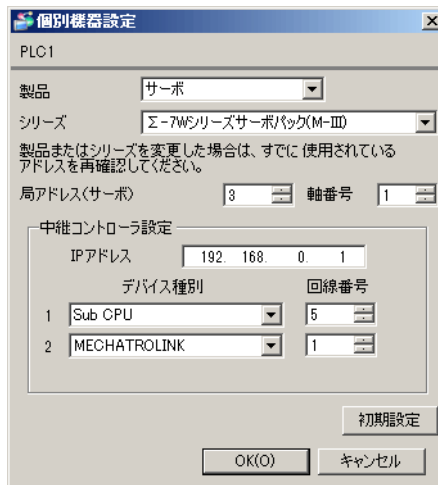 個別機器設定
PLC1
製品 サーボ
シリーズ Σ-7Wシリーズサーボパック(M-Ⅲ)
製品またはシリーズを変更した場合は、すでに使用されている
アドレスを再確認してください。
局アドレス(サーボ) 3 軸番号 1
中継コントローラ設定
IPアドレス 192. 168. 0. 1
デバイス種別 回線番号
1 Sub CPU 5
2 MECHATROLINK 1
初期設定
OK(O) キャンセル